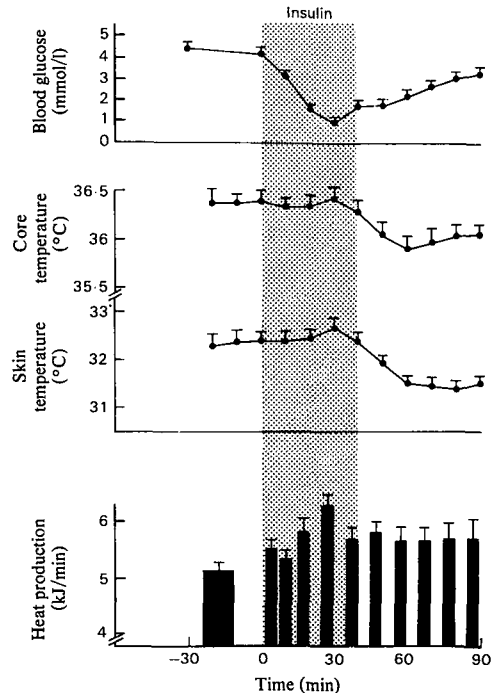 Insulin
Blood glucose
(mmol/l)
5
4
3
2
1
0
Core
temperature
(°C)
36.5
36
35.5
Skin
temperature
(°C)
33
32
31
Heat production
(kJ/min)
6
5
4
--30
0
30
60
90
Time (min)